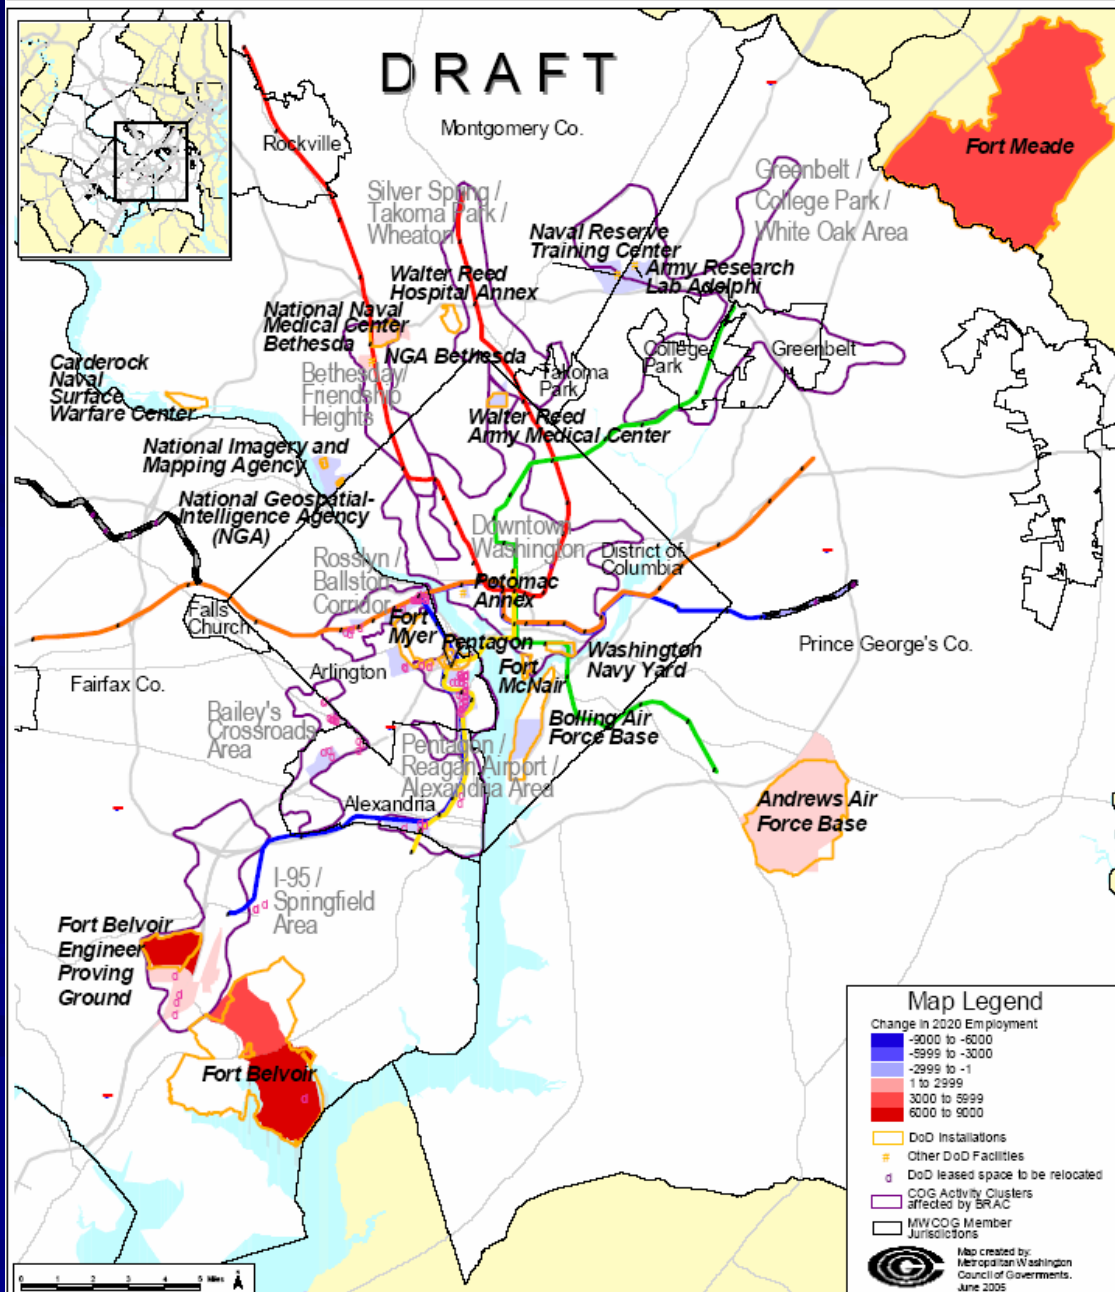 DRAFT
Montgomery Co.
Rockville
Fort Meade
Silver Spring /
Takoma Park /
Wheaton
Greenbelt /
College Park /
White Oak Area
Naval Reserve
Training Center
Army Research
Lab Adelphi
Walter Reed
Hospital Annex
National Naval
Medical Center
Bethesda
NGA Bethesda
Carderock
Naval
Surface
Warfare Center
Bethesda /
Friendship
Heights
Takoma
Park
College
Park
Greenbelt
Walter Reed
Army Medical Center
National Imagery and
Mapping Agency
National Geospatial-
Intelligence Agency
(NGA)
Downtown
Washington
District of
Columbia
Rosslyn /
Ballston
Corridor
Potomac
Annex
Falls
Church
Fort
Myer
Pentagon
Fort
McNair
Washington
Navy Yard
Prince George's Co.
Arlington
Fairfax Co.
Bailey's
Crossroads
Area
Bolling Air
Force Base
Pentagon /
Reagan Airport /
Alexandria Area
Alexandria
Andrews Air
Force Base
I-95 /
Springfield
Area
Fort Belvoir
Engineer
Proving
Ground
Fort Belvoir
Map Legend
Change in 2020 Employment
-9000 to -6000
-5999 to -3000
-2999 to -1
1 to 2999
3000 to 5999
6000 to 9000
DoD Installations
# Other DoD Facilities
d DoD leased space to be relocated
COG Activity Clusters
affected by BRAC
MWCOG Member
Jurisdictions
Map created by:
Metropolitan Washington
Council of Governments.
June 2005
0 1 2 3 4 5 Miles